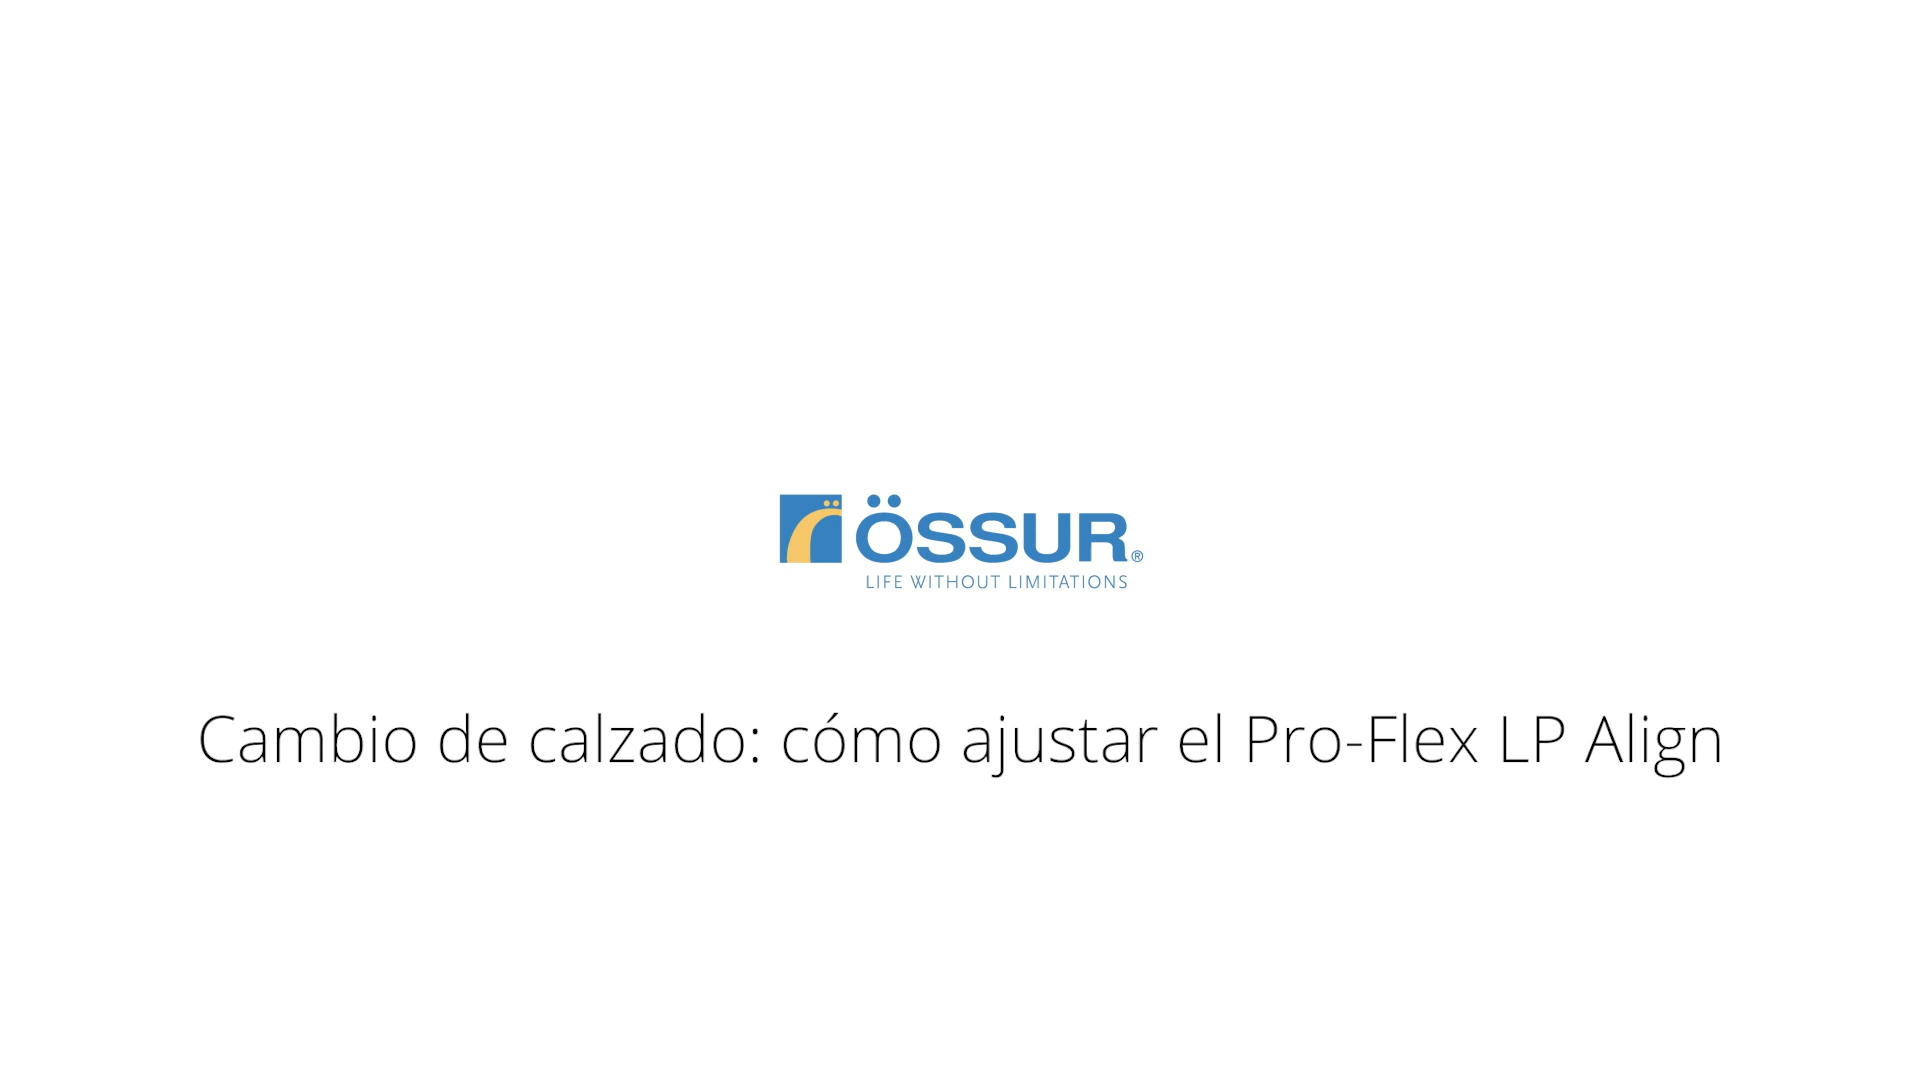 ÖSSUR®
LIFE WITHOUT LIMITATIONS
Cambio de calzado: cómo ajustar el Pro-Flex LP Align